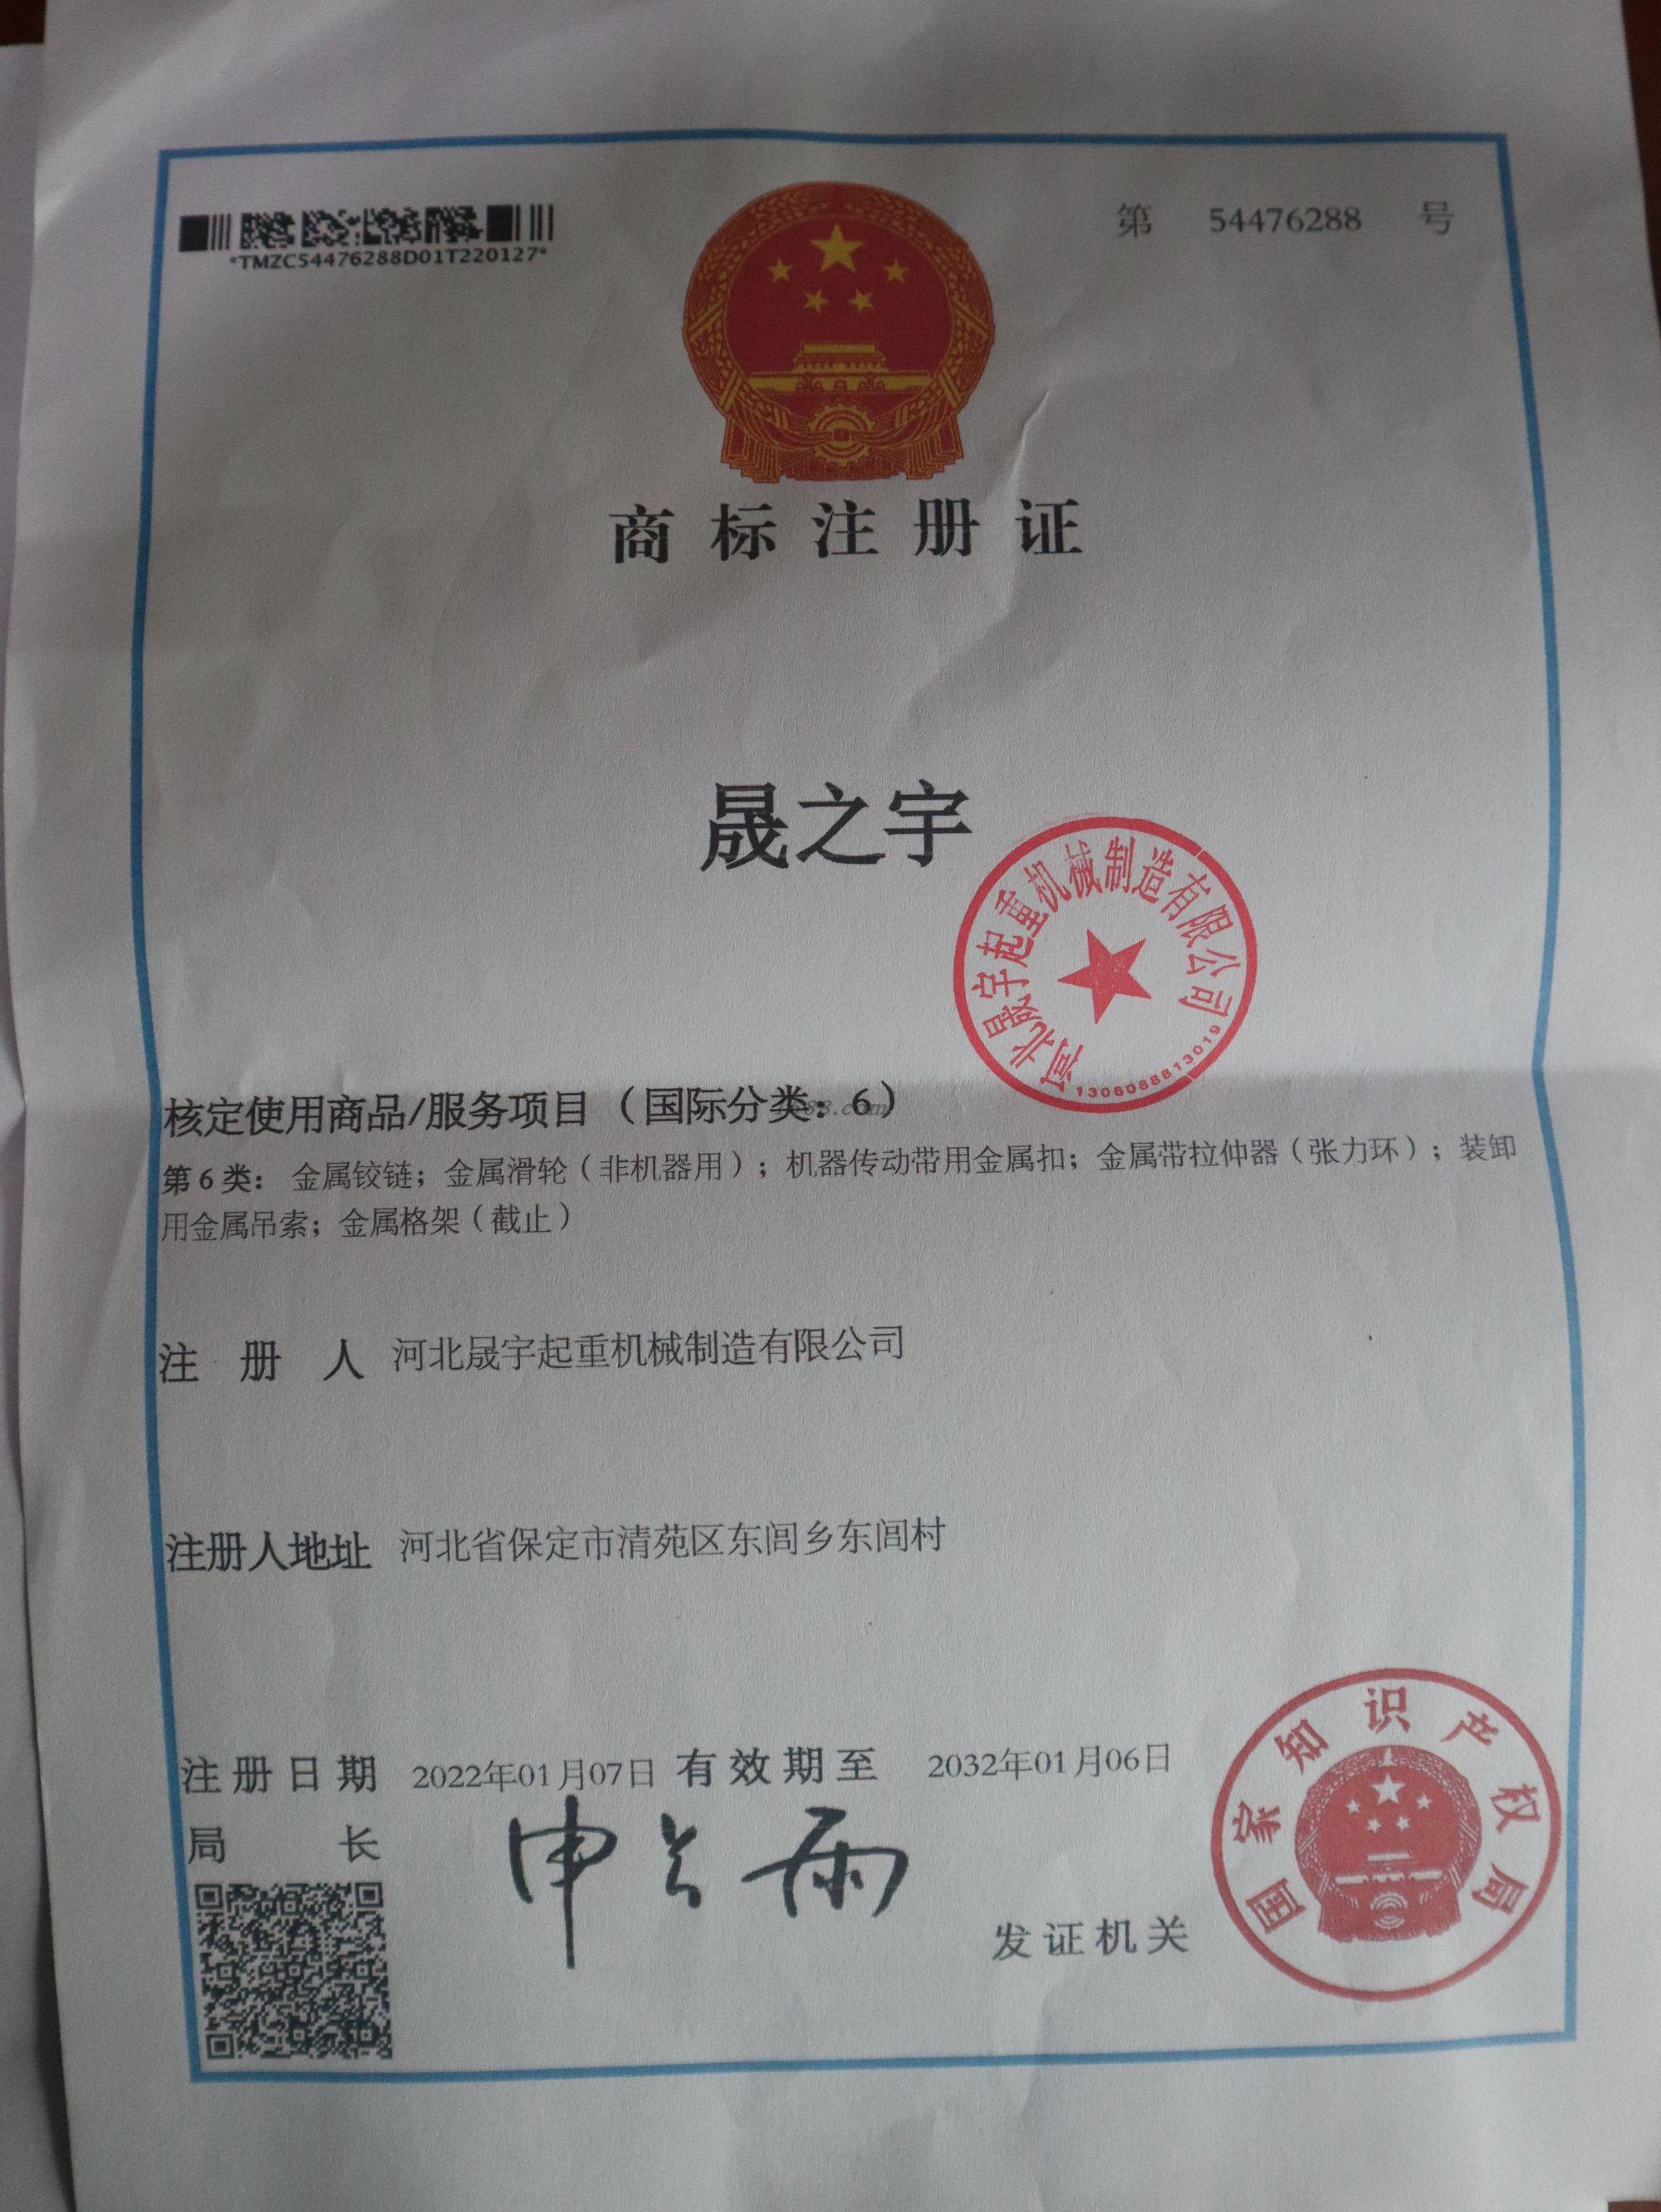 *TMZC54476288D01T220127*
第 54476288 号
商标注册证
晟之宇
河北晟宇起重机械制造有限公司
1306088813019
核定使用商品/服务项目（国际分类：6）
第6类：金属铰链；金属滑轮（非机器用）；机器传动带用金属扣；金属带拉伸器（张力环）；装卸
用金属吊索；金属格架（截止）
注册人 河北晟宇起重机械制造有限公司
注册人地址 河北省保定市清苑区东闾乡东闾村
注册日期 2022年01月07日 有效期至 2032年01月06日
局长 申长雨
发证机关
国家知识产权局